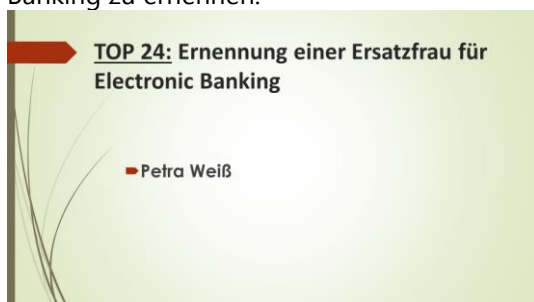 Banking zu ernennen.
TOP 24: Ernennung einer Ersatzfrau für
Electronic Banking
Petra Weiß